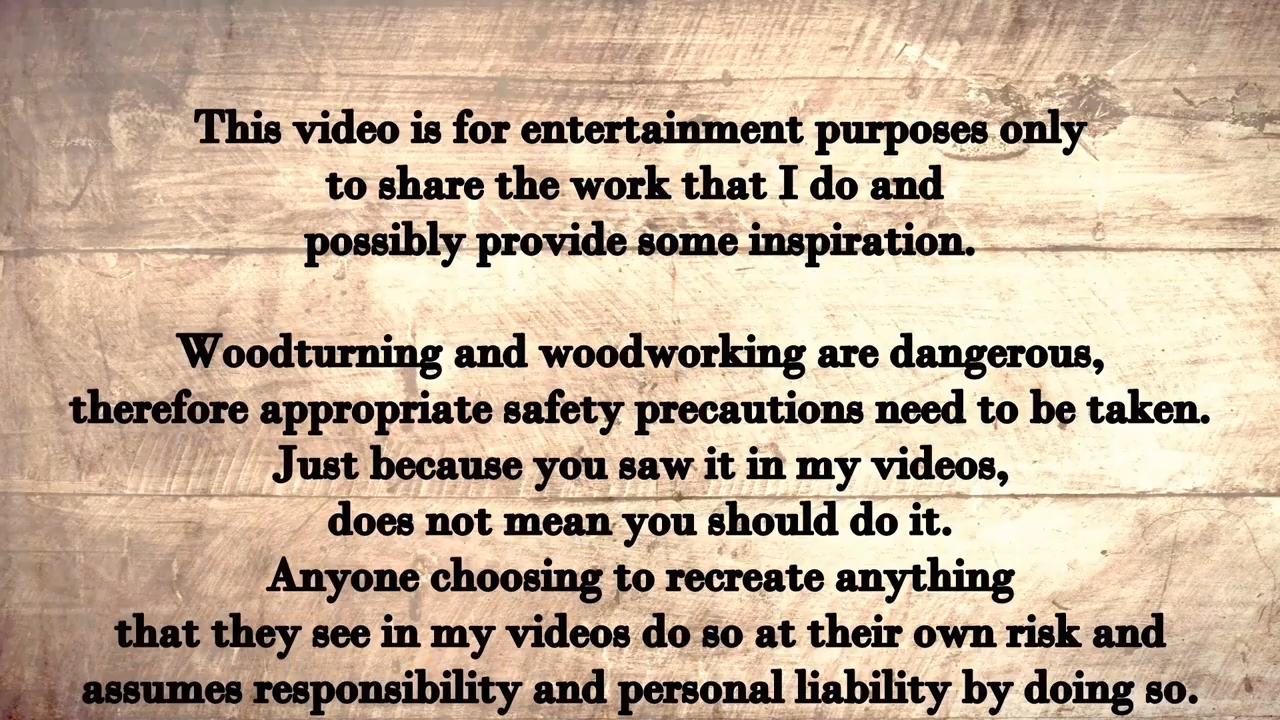 This video is for entertainment purposes only
to share the work that I do and
possibly provide some inspiration.
Woodturning and woodworking are dangerous,
therefore appropriate safety precautions need to be taken.
Just because you saw it in my videos,
does not mean you should do it.
Anyone choosing to recreate anything
that they see in my videos do so at their own risk and
assumes responsibility and personal liability by doing so.